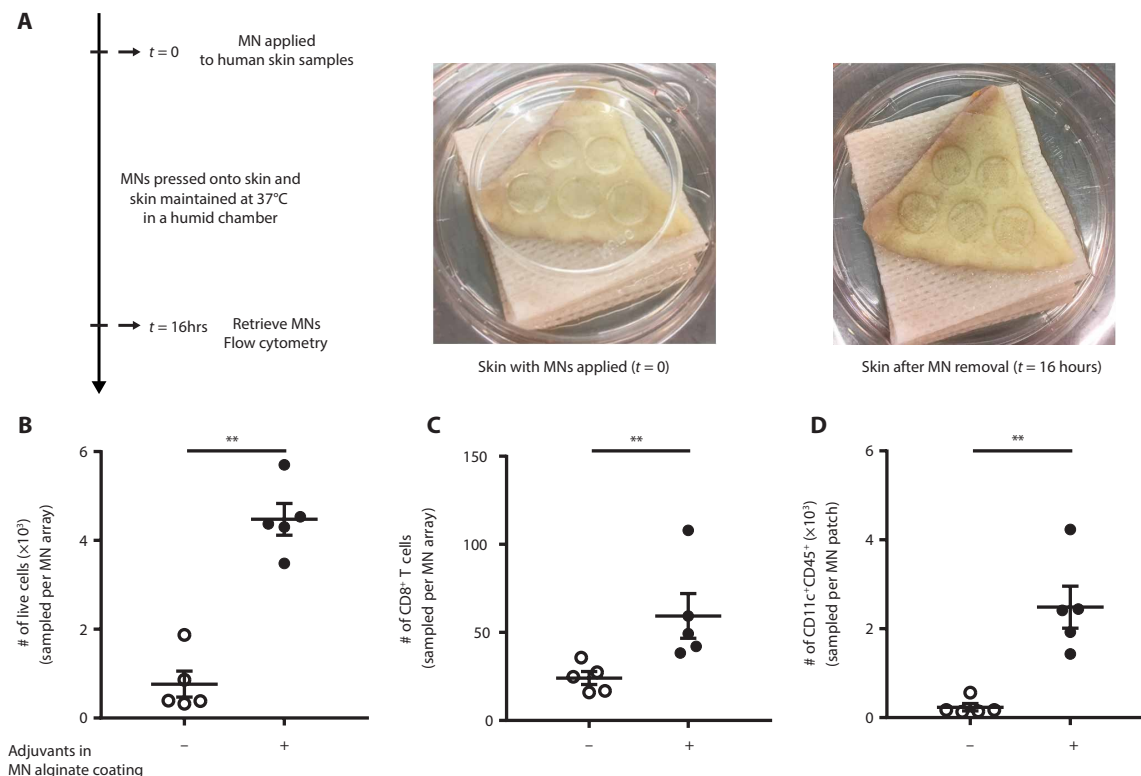 A
t = 0
MN applied
to human skin samples
MNs pressed onto skin and
skin maintained at 37°C
in a humid chamber
t = 16hrs
Retrieve MNs
Flow cytometry
Skin with MNs applied (t = 0)
Skin after MN removal (t = 16 hours)
B
# of live cells (×10³)
(sampled per MN array)
6
4
2
0
**
– +
Adjuvants in
MN alginate coating
C
# of CD8⁺ T cells
(sampled per MN array)
150
100
50
0
**
– +
D
# of CD11c⁺CD45⁺ (×10³)
(sampled per MN patch)
6
4
2
0
**
– +